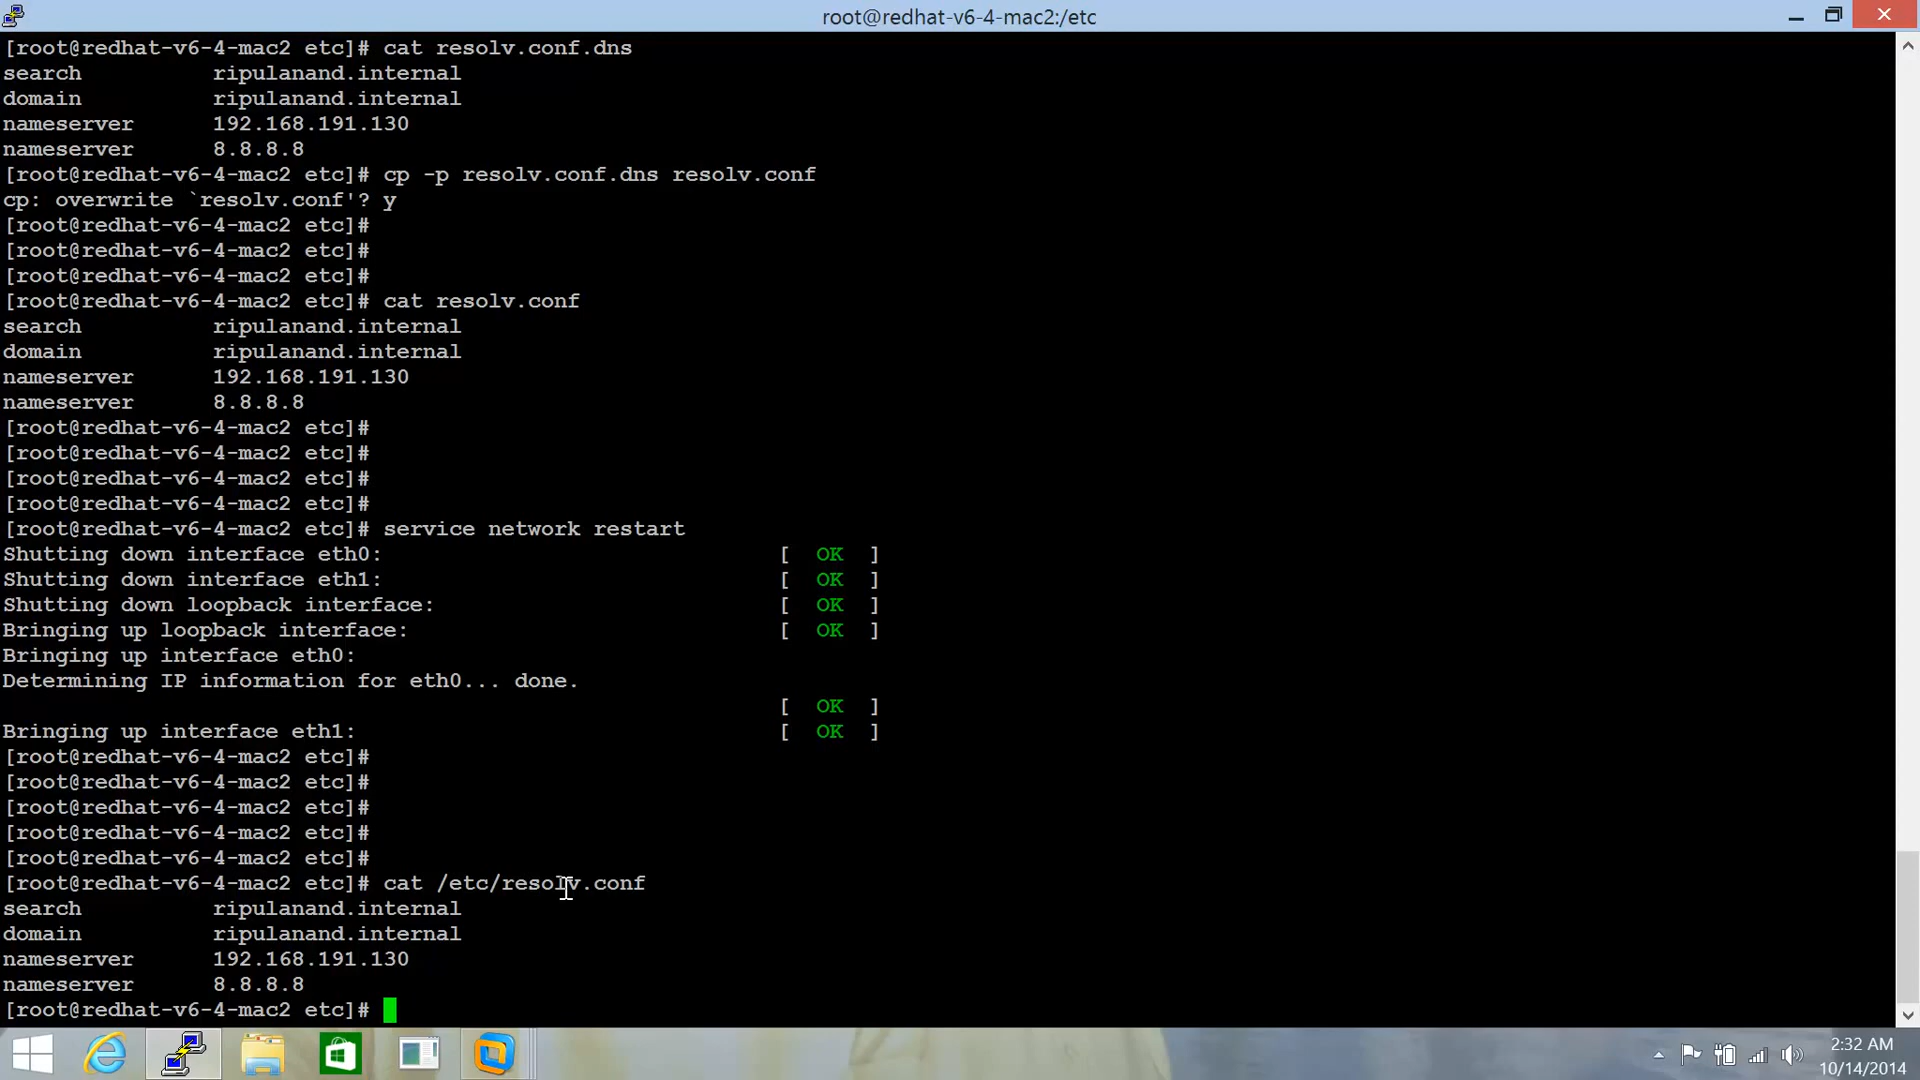 root@redhat-v6-4-mac2:/etc
[root@redhat-v6-4-mac2 etc]# cat resolv.conf.dns
search ripulanand.internal
domain ripulanand.internal
nameserver 192.168.191.130
nameserver 8.8.8.8
[root@redhat-v6-4-mac2 etc]# cp -p resolv.conf.dns resolv.conf
cp: overwrite `resolv.conf'? y
[root@redhat-v6-4-mac2 etc]#
[root@redhat-v6-4-mac2 etc]#
[root@redhat-v6-4-mac2 etc]#
[root@redhat-v6-4-mac2 etc]# cat resolv.conf
search ripulanand.internal
domain ripulanand.internal
nameserver 192.168.191.130
nameserver 8.8.8.8
[root@redhat-v6-4-mac2 etc]#
[root@redhat-v6-4-mac2 etc]#
[root@redhat-v6-4-mac2 etc]#
[root@redhat-v6-4-mac2 etc]#
[root@redhat-v6-4-mac2 etc]# service network restart
Shutting down interface eth0: [ OK ]
Shutting down interface eth1: [ OK ]
Shutting down loopback interface: [ OK ]
Bringing up loopback interface: [ OK ]
Bringing up interface eth0:
Determining IP information for eth0... done.
[ OK ]
Bringing up interface eth1: [ OK ]
[root@redhat-v6-4-mac2 etc]#
[root@redhat-v6-4-mac2 etc]#
[root@redhat-v6-4-mac2 etc]#
[root@redhat-v6-4-mac2 etc]#
[root@redhat-v6-4-mac2 etc]#
[root@redhat-v6-4-mac2 etc]# cat /etc/resolv.conf
search ripulanand.internal
domain ripulanand.internal
nameserver 192.168.191.130
nameserver 8.8.8.8
[root@redhat-v6-4-mac2 etc]#
2:32 AM
10/14/2014